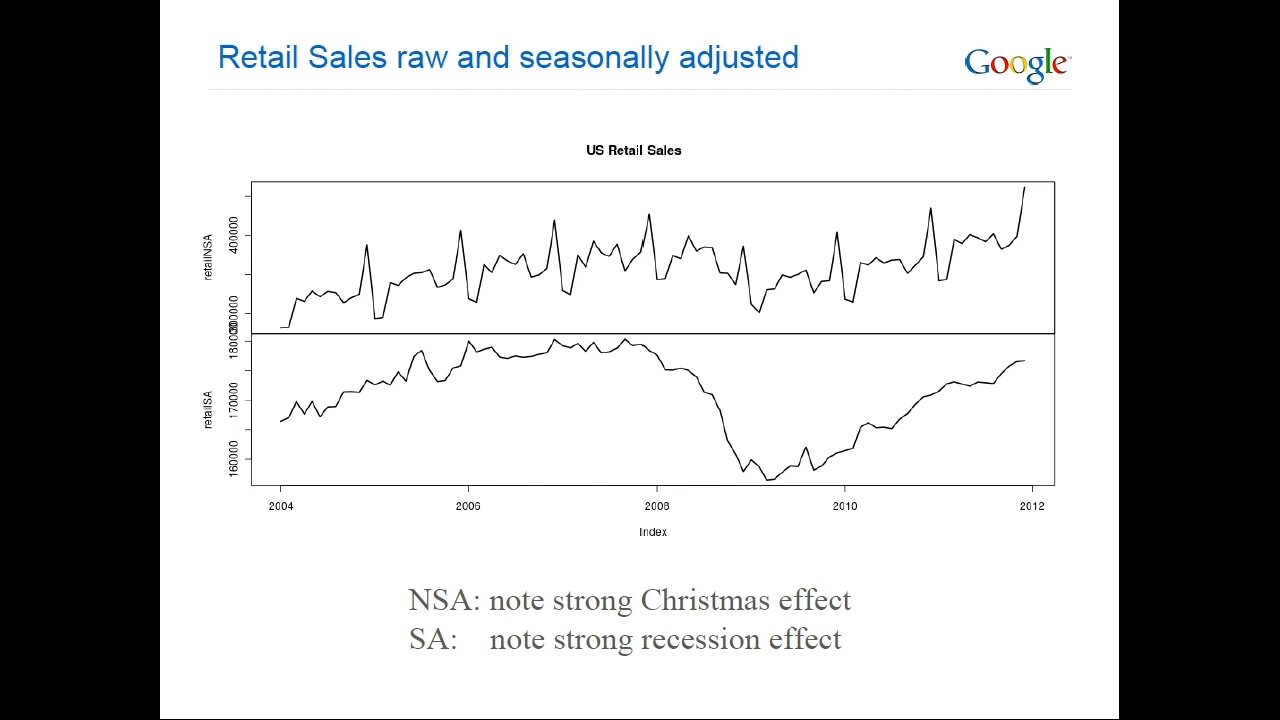 Retail Sales raw and seasonally adjusted
Google
US Retail Sales
retailNSA
400000
300000
retailSA
180000
170000
160000
2004
2006
2008
2010
2012
Index
NSA: note strong Christmas effect
SA: note strong recession effect